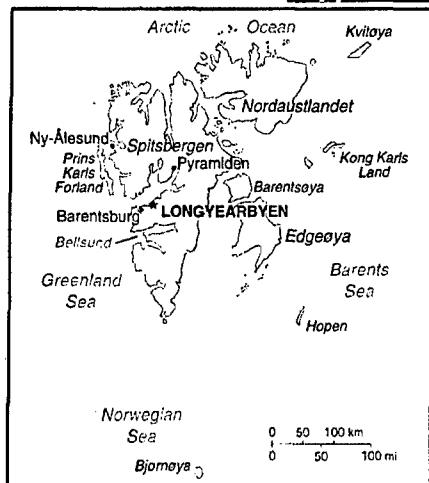 Arctic Ocean
Kvitøya
Nordaustlandet
Ny-Ålesund
Spitsbergen
Prins
Karls
Forland
Pyramiden
Kong Karls
Land
Barentsøya
LONGYEARBYEN
Barentsburg
Bellsund
Edgeøya
Greenland
Sea
Barents
Sea
Hopen
Norwegian
Sea
0 50 100 km
0 50 100 mi
Bjørnøya